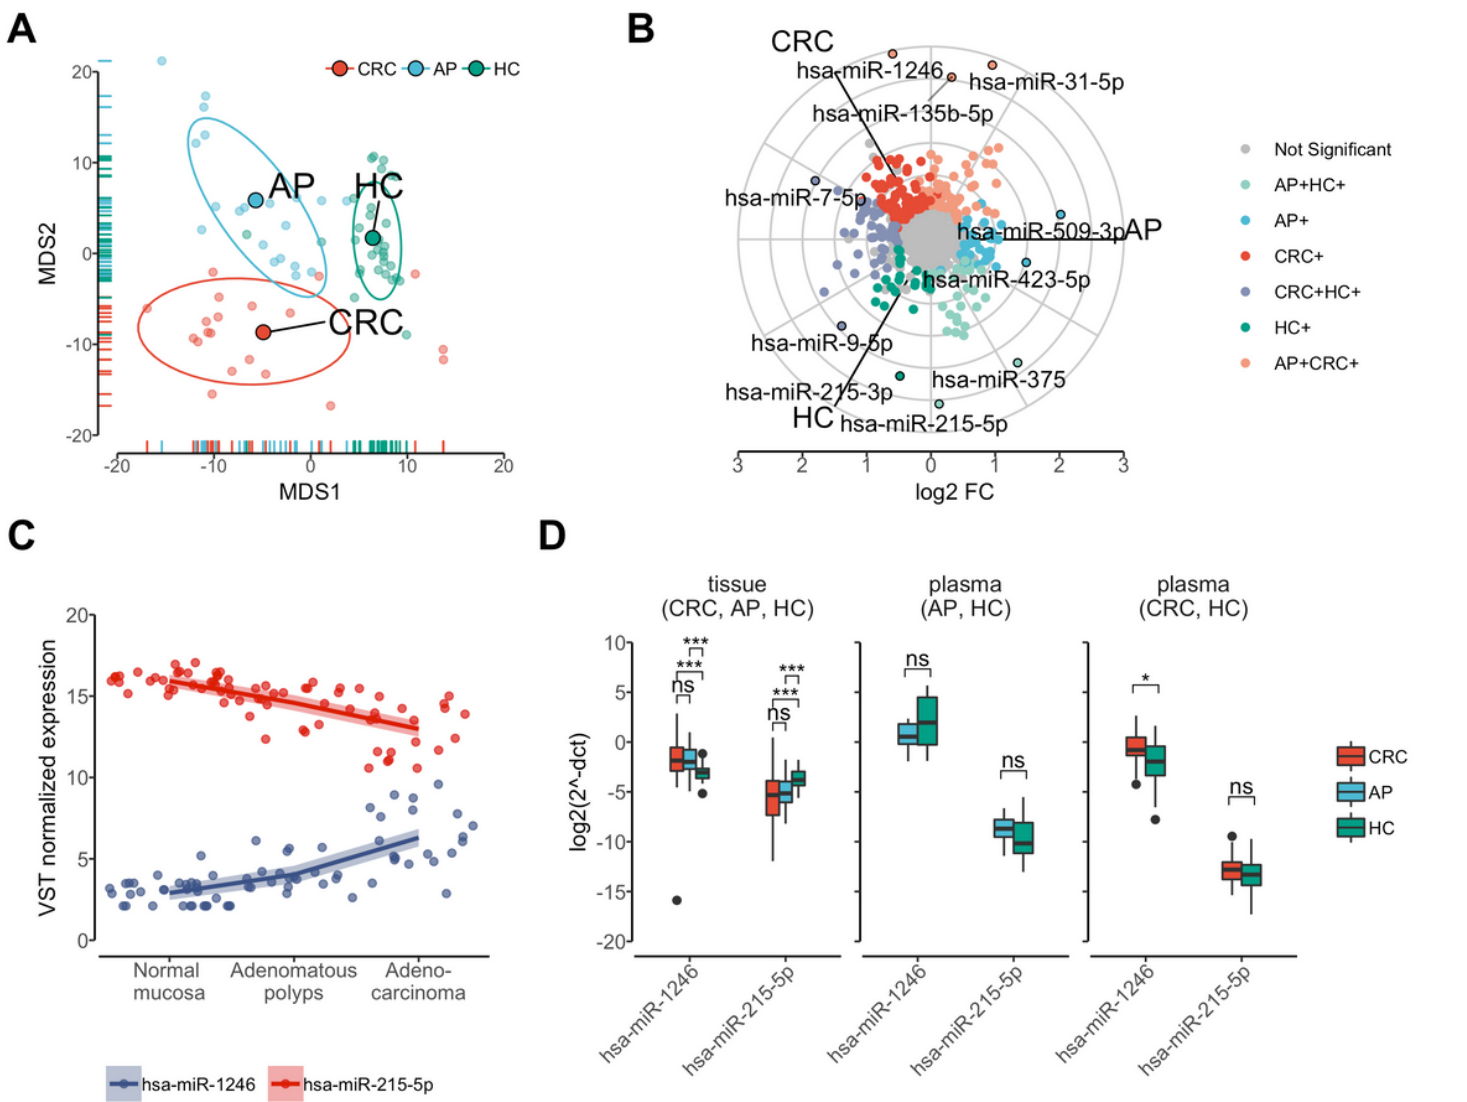 A
CRC
AP
HC
20
10
0
-10
-20
MDS2
AP
HC
CRC
-20
-10
0
10
20
MDS1
B
CRC
hsa-miR-1246
hsa-miR-31-5p
hsa-miR-135b-5p
hsa-miR-7-5p
hsa-miR-509-3p
AP
hsa-miR-423-5p
hsa-miR-9-5p
hsa-miR-375
hsa-miR-215-3p
HC
hsa-miR-215-5p
3
2
1
0
1
2
3
log2 FC
Not Significant
AP+HC+
AP+
CRC+
CRC+HC+
HC+
AP+CRC+
C
20
15
10
5
0
VST normalized expression
Normal
mucosa
Adenomatous
polyps
Adeno-
carcinoma
hsa-miR-1246
hsa-miR-215-5p
D
tissue
(CRC, AP, HC)
plasma
(AP, HC)
plasma
(CRC, HC)
10
5
0
-5
-10
-15
-20
log2(2^-dct)
***
***
ns
***
***
ns
ns
ns
*
ns
hsa-miR-1246
hsa-miR-215-5p
hsa-miR-1246
hsa-miR-215-5p
hsa-miR-1246
hsa-miR-215-5p
CRC
AP
HC